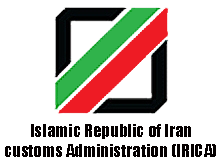 Islamic Republic of Iran
customs Administration (IRICA)